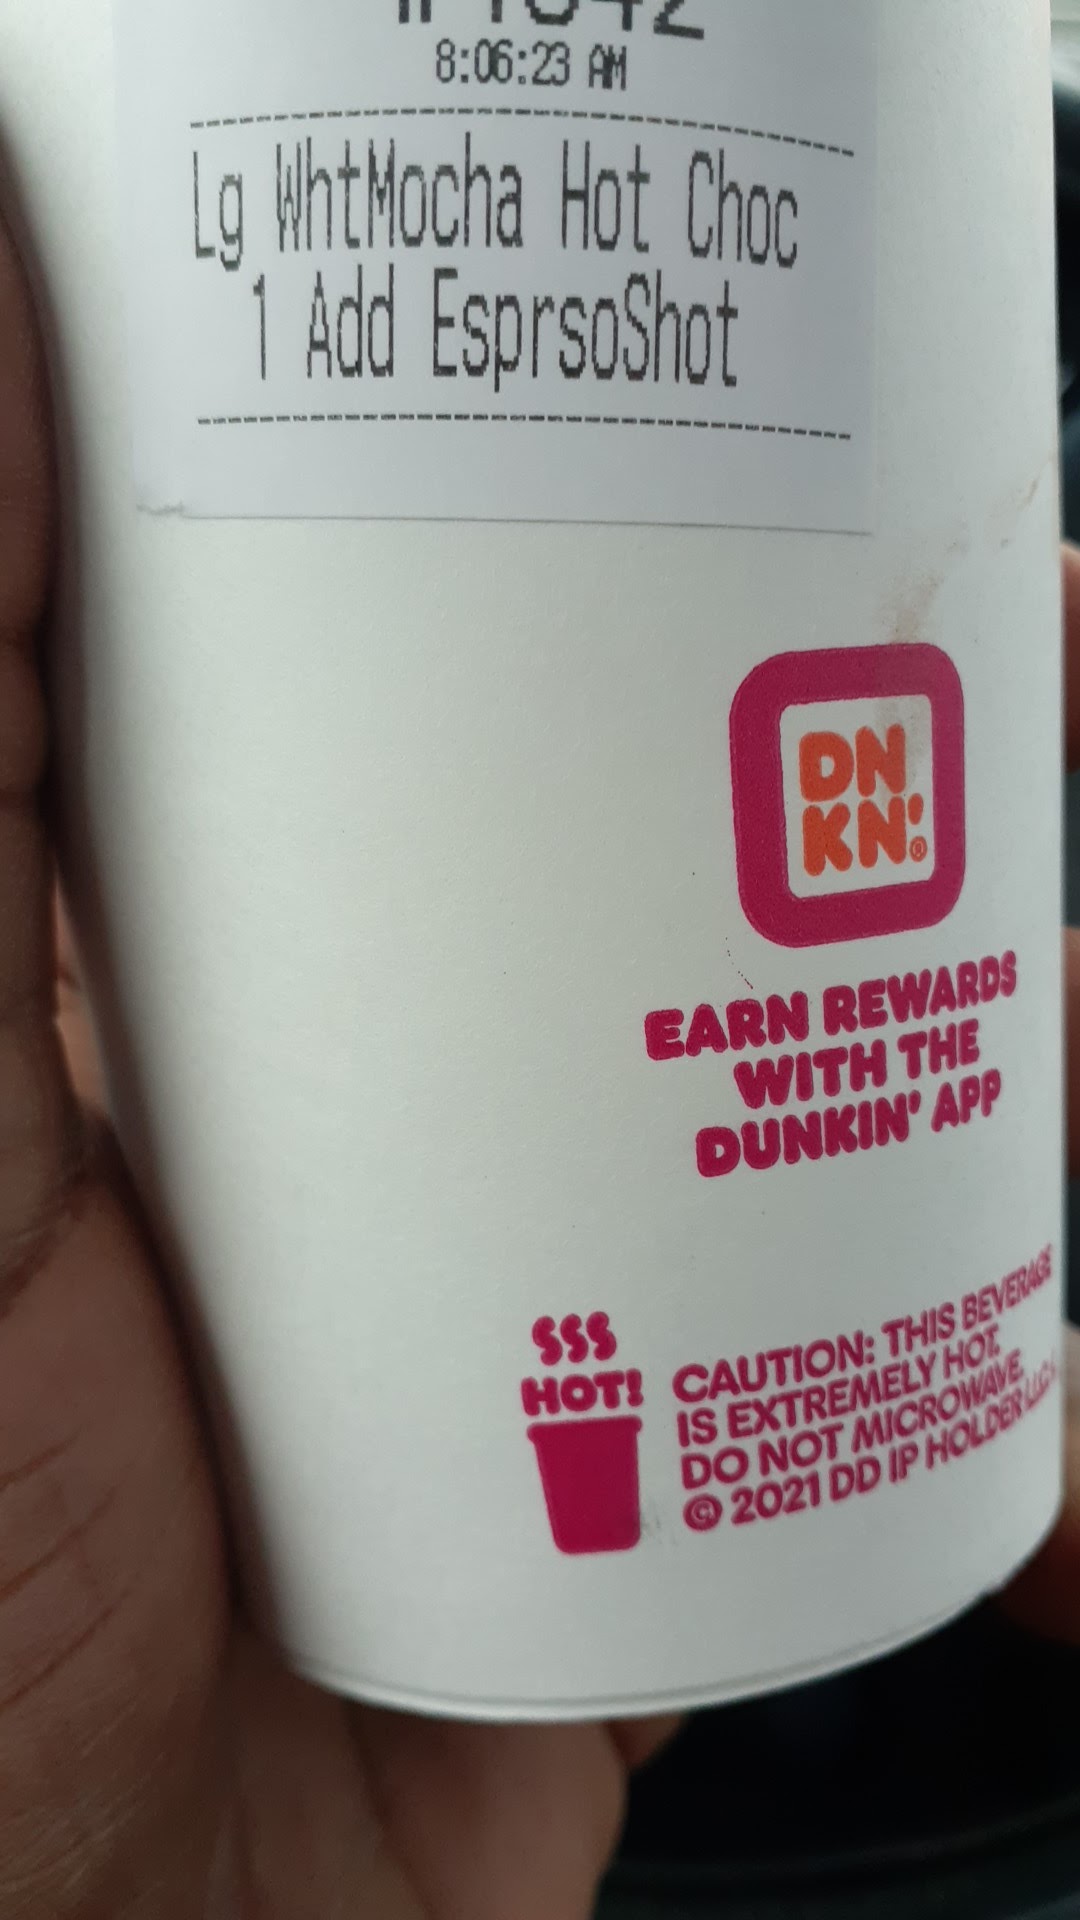 8:06:23 AM
Lg WhtMocha Hot Choc
1 Add EsprsoShot
DN
KN'®
EARN REWARDS
WITH THE
DUNKIN' APP
HOT!
CAUTION: THIS BEVERAGE
IS EXTREMELY HOT.
DO NOT MICROWAVE.
© 2021 DD IP HOLDER LLC